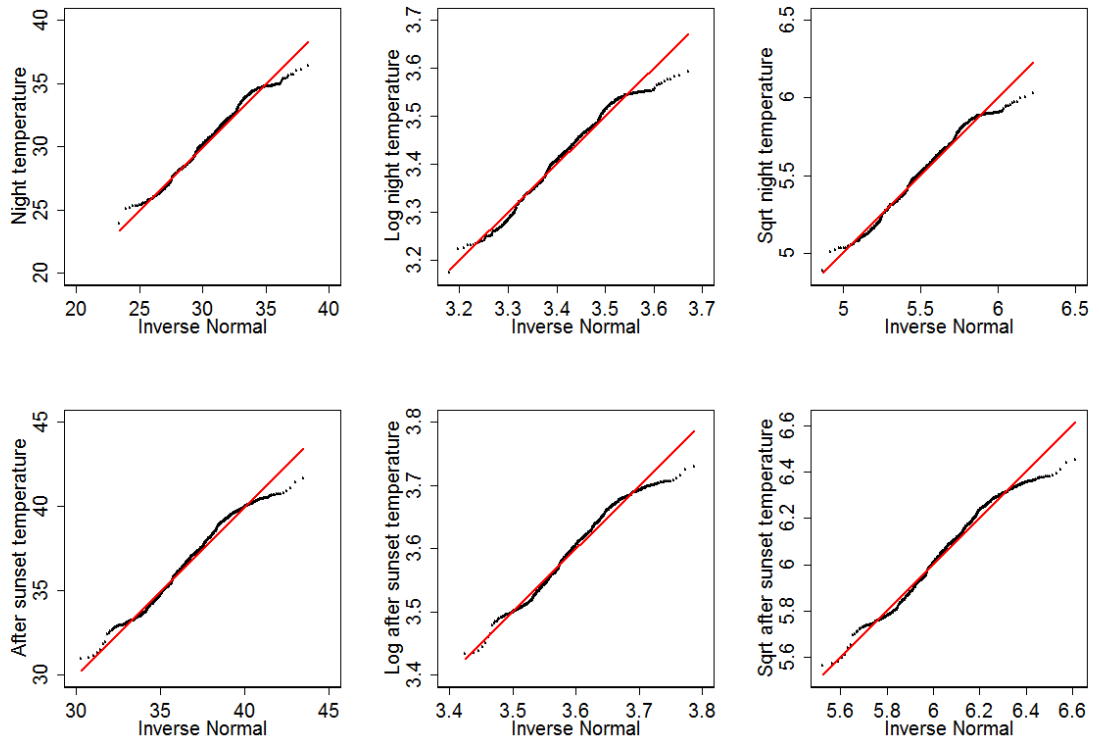 Night temperature
40
35
30
25
20
20 25 30 35 40
Inverse Normal
Log night temperature
3.7
3.6
3.5
3.4
3.3
3.2
3.2 3.3 3.4 3.5 3.6 3.7
Inverse Normal
Sqrt night temperature
6.5
6
5.5
5
5 5.5 6 6.5
Inverse Normal
After sunset temperature
45
40
35
30
30 35 40 45
Inverse Normal
Log after sunset temperature
3.8
3.7
3.6
3.5
3.4
3.4 3.5 3.6 3.7 3.8
Inverse Normal
Sqrt after sunset temperature
6.6
6.4
6.2
6
5.8
5.6
5.6 5.8 6 6.2 6.4 6.6
Inverse Normal